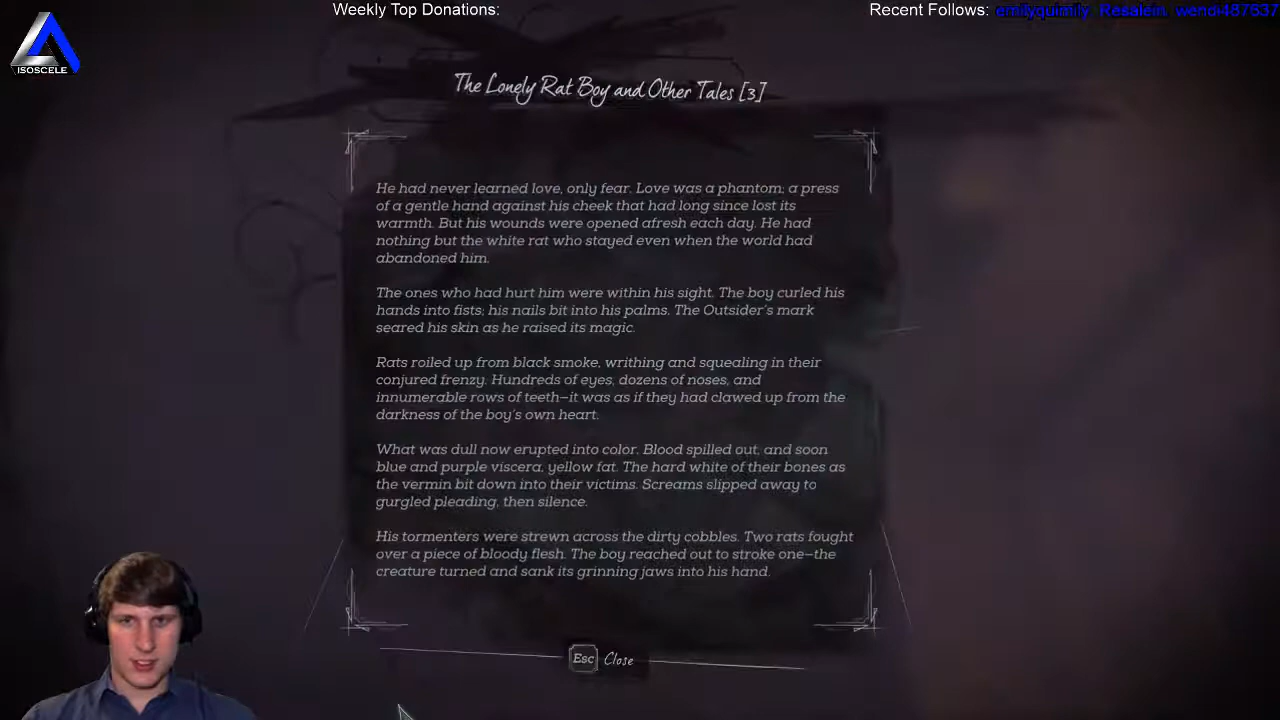 Weekly Top Donations:
Recent Follows: emilyquimily, Resalein, wendi487637
ISOSCELE
The Lonely Rat Boy and Other Tales [3]
He had never learned love, only fear. Love was a phantom; a press
of a gentle hand against his cheek that had long since lost its
warmth. But his wounds were opened afresh each day. He had
nothing but the white rat who stayed even when the world had
abandoned him.
The ones who had hurt him were within his sight. The boy curled his
hands into fists; his nails bit into his palms. The Outsider's mark
seared his skin as he raised its magic.
Rats roiled up from black smoke, writhing and squealing in their
conjured frenzy. Hundreds of eyes, dozens of noses, and
innumerable rows of teeth—it was as if they had clawed up from the
darkness of the boy's own heart.
What was dull now erupted into color. Blood spilled out, and soon
blue and purple viscera, yellow fat. The hard white of their bones as
the vermin bit down into their victims. Screams slipped away to
gurgled pleading, then silence.
His tormenters were strewn across the dirty cobbles. Two rats fought
over a piece of bloody flesh. The boy reached out to stroke one—the
creature turned and sank its grinning jaws into his hand.
Esc Close